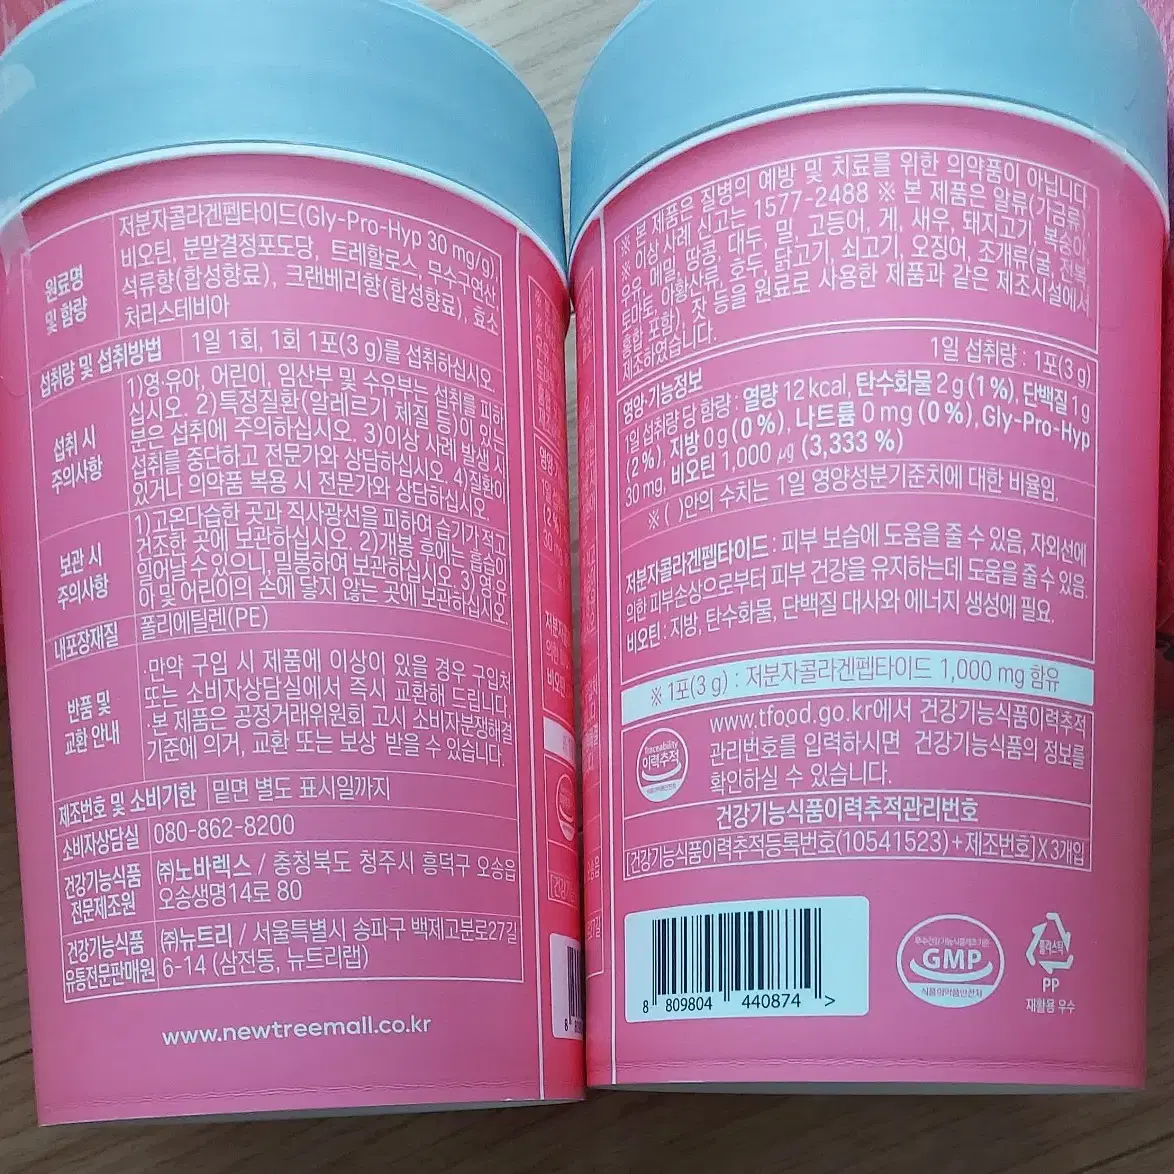 원료명
및 함량
저분자콜라겐펩타이드(Gly-Pro-Hyp 30 mg/g),
비오틴, 분말결정포도당, 트레할로스, 무수구연산
석류향(합성향료), 크랜베리향(합성향료), 효소
처리스테비아
섭취량 및 섭취방법
1일 1회, 1회 1포(3 g)를 섭취하십시오
섭취 시
주의사항
1)영·유아, 어린이, 임산부 및 수유부는 섭취를 피하
십시오. 2)특정질환(알레르기 체질 등)이 있는
분은 섭취에 주의하십시오. 3)이상 사례 발생 시
섭취를 중단하고 전문가와 상담하십시오. 4)질환이
있거나 의약품 복용 시 전문가와 상담하십시오.
보관 시
주의사항
1)고온다습한 곳과 직사광선을 피하여 습기가 적고
건조한 곳에 보관하십시오. 2)개봉 후에는 흡습이
일어날 수 있으니, 밀봉하여 보관하십시오. 3)영유
아 및 어린이의 손에 닿지 않는 곳에 보관하십시오.
내포장재질
폴리에틸렌(PE)
반품 및
교환 안내
·만약 구입 시 제품에 이상이 있을 경우 구입처
또는 소비자상담실에서 즉시 교환해 드립니다.
·본 제품은 공정거래위원회 고시 소비자분쟁해결
기준에 의거, 교환 또는 보상 받을 수 있습니다.
제조번호 및 소비기한
밑면 별도 표시일까지
소비자상담실
080-862-8200
건강기능식품
전문제조원
㈜노바렉스 / 충청북도 청주시 흥덕구 오송읍
오송생명14로 80
건강기능식품
유통전문판매원
㈜뉴트리 / 서울특별시 송파구 백제고분로27길
6-14 (삼전동, 뉴트리랩)
www.newtreemall.co.kr
※ 본 제품은 질병의 예방 및 치료를 위한 의약품이 아닙니다.
※ 이상 사례 신고는 1577-2488 ※ 본 제품은 알류(가금류),
우유, 메밀, 땅콩, 대두, 밀, 고등어, 게, 새우, 돼지고기, 복숭아,
토마토, 아황산류, 호두, 닭고기, 쇠고기, 오징어, 조개류(굴, 전복
홍합 포함), 잣 등을 원료로 사용한 제품과 같은 제조시설에서
제조하였습니다.
영양·기능정보
1일 섭취량 : 1포(3 g)
1일 섭취량 당 함량 : 열량 12 kcal, 탄수화물 2 g (1 %), 단백질 1 g
(2 %), 지방 0 g (0 %), 나트륨 0 mg (0 %), Gly-Pro-Hyp
30 mg, 비오틴 1,000 ㎍ (3,333 %)
※ ( )안의 수치는 1일 영양성분기준치에 대한 비율임.
저분자콜라겐펩타이드 : 피부 보습에 도움을 줄 수 있음, 자외선에
의한 피부손상으로부터 피부 건강을 유지하는데 도움을 줄 수 있음.
비오틴 : 지방, 탄수화물, 단백질 대사와 에너지 생성에 필요.
※ 1포(3 g) : 저분자콜라겐펩타이드 1,000 mg 함유
Traceability
이력추적
식품의약품안전처
www.tfood.go.kr에서 건강기능식품이력추적
관리번호를 입력하시면 건강기능식품의 정보를
확인하실 수 있습니다.
건강기능식품이력추적관리번호
[건강기능식품이력추적등록번호(10541523)+제조번호]X3개입
8 809804 440874 >
우수건강기능식품제조기준
GMP
식품의약품안전처
플라스틱
PP
재활용 우수